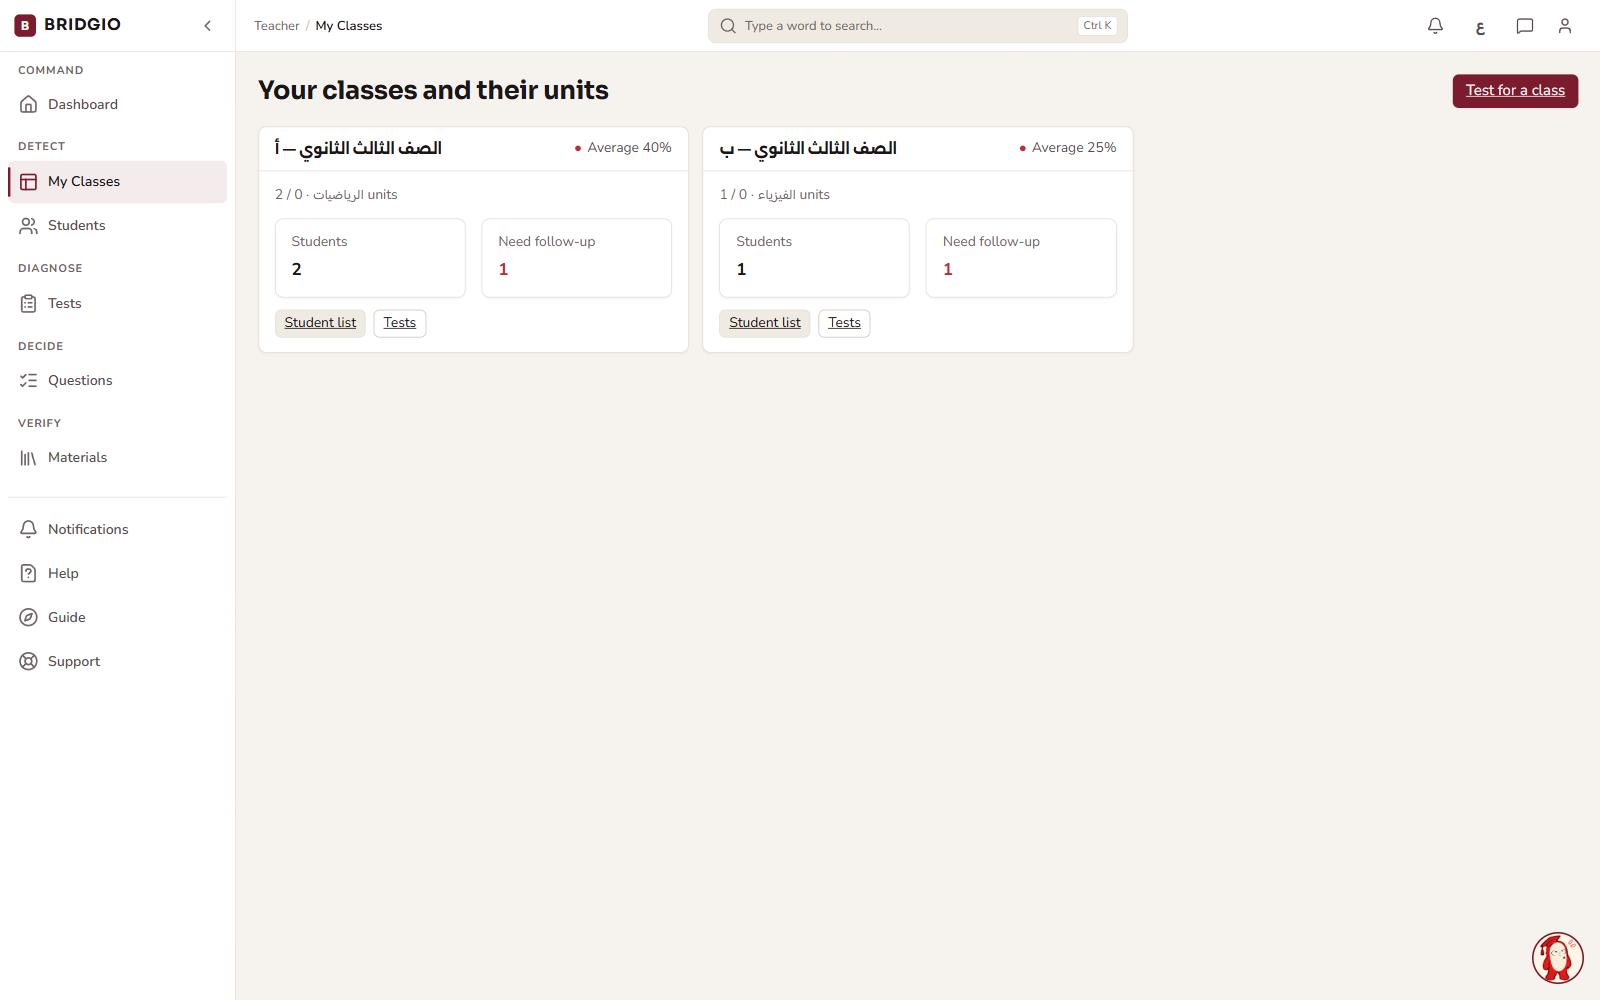 B BRIDGIO
Teacher / My Classes
Type a word to search...
Ctrl K
ع
COMMAND
Dashboard
DETECT
My Classes
Students
DIAGNOSE
Tests
DECIDE
Questions
VERIFY
Materials
Notifications
Help
Guide
Support
Your classes and their units
Test for a class
الصف الثالث الثانوي — أ
Average 40%
2 / 0 · الرياضيات units
Students
2
Need follow-up
1
Student list
Tests
الصف الثالث الثانوي — ب
Average 25%
1 / 0 · الفيزياء units
Students
1
Need follow-up
1
Student list
Tests